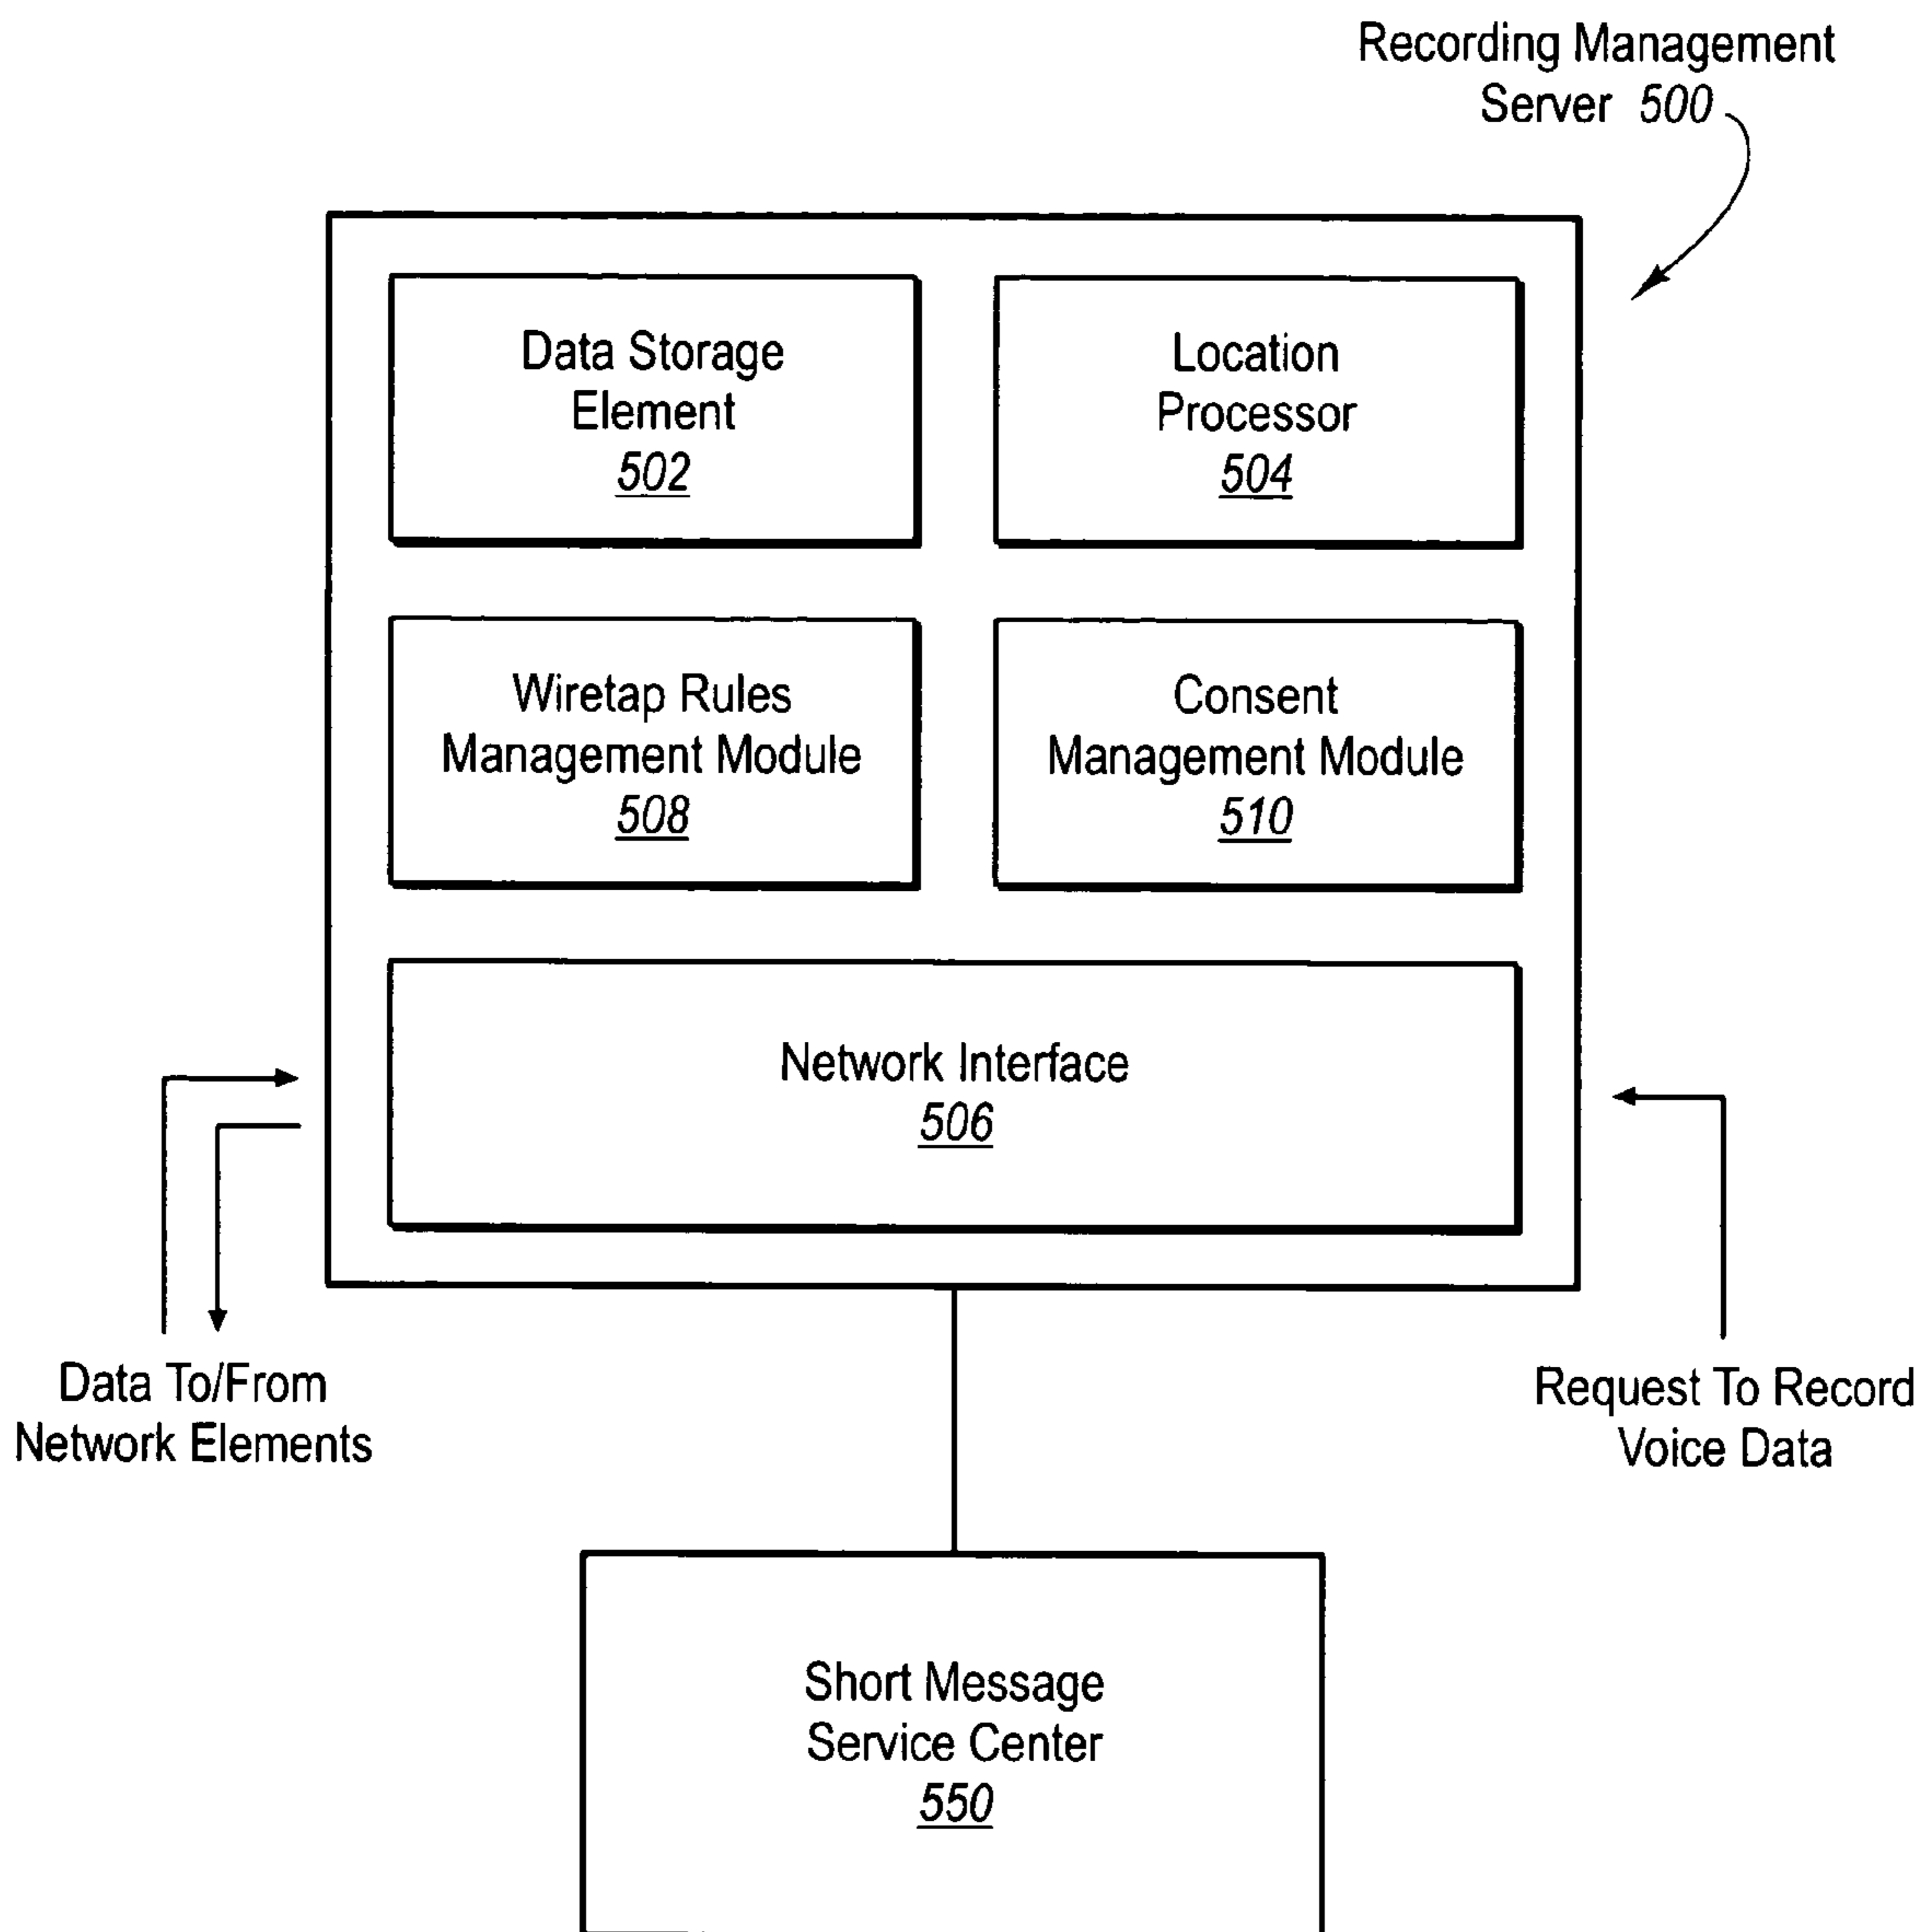 Recording Management
Server 500
Data Storage
Element
502
Location
Processor
504
Wiretap Rules
Management Module
508
Consent
Management Module
510
Network Interface
506
Data To/From
Network Elements
Request To Record
Voice Data
Short Message
Service Center
550